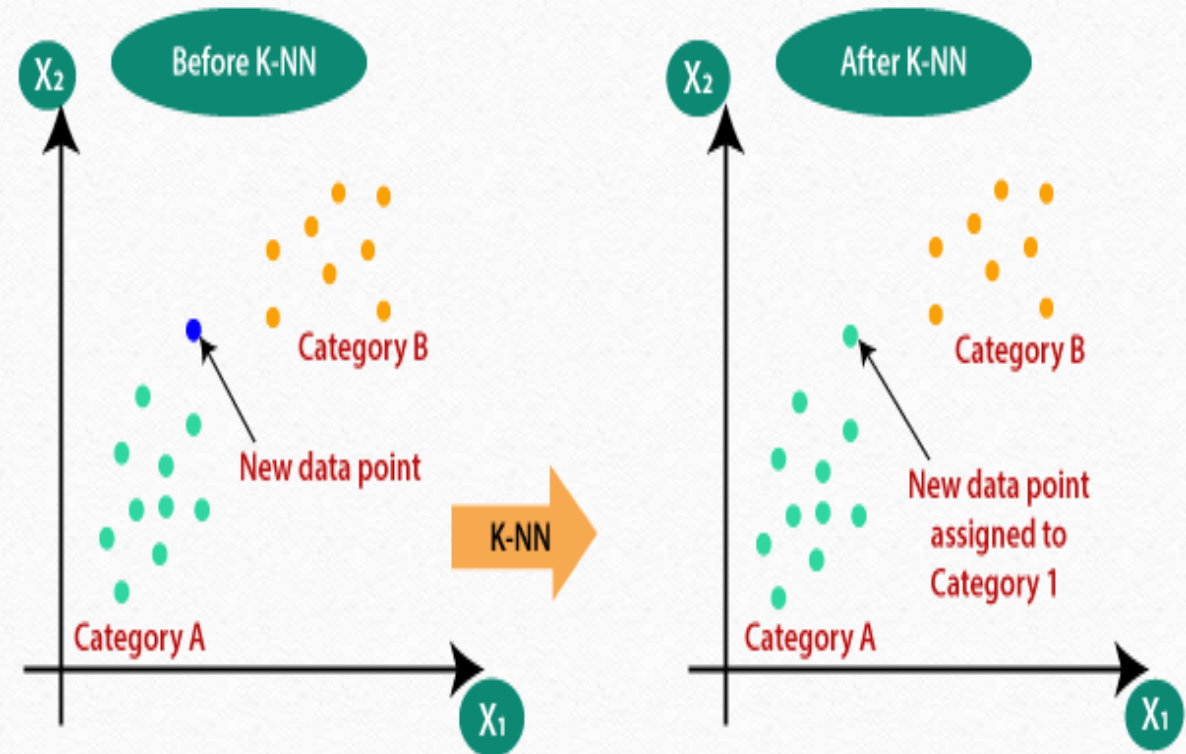 Before K-NN
X₂
Category B
New data point
Category A
X₁
K-NN
After K-NN
X₂
Category B
New data point
assigned to
Category 1
Category A
X₁